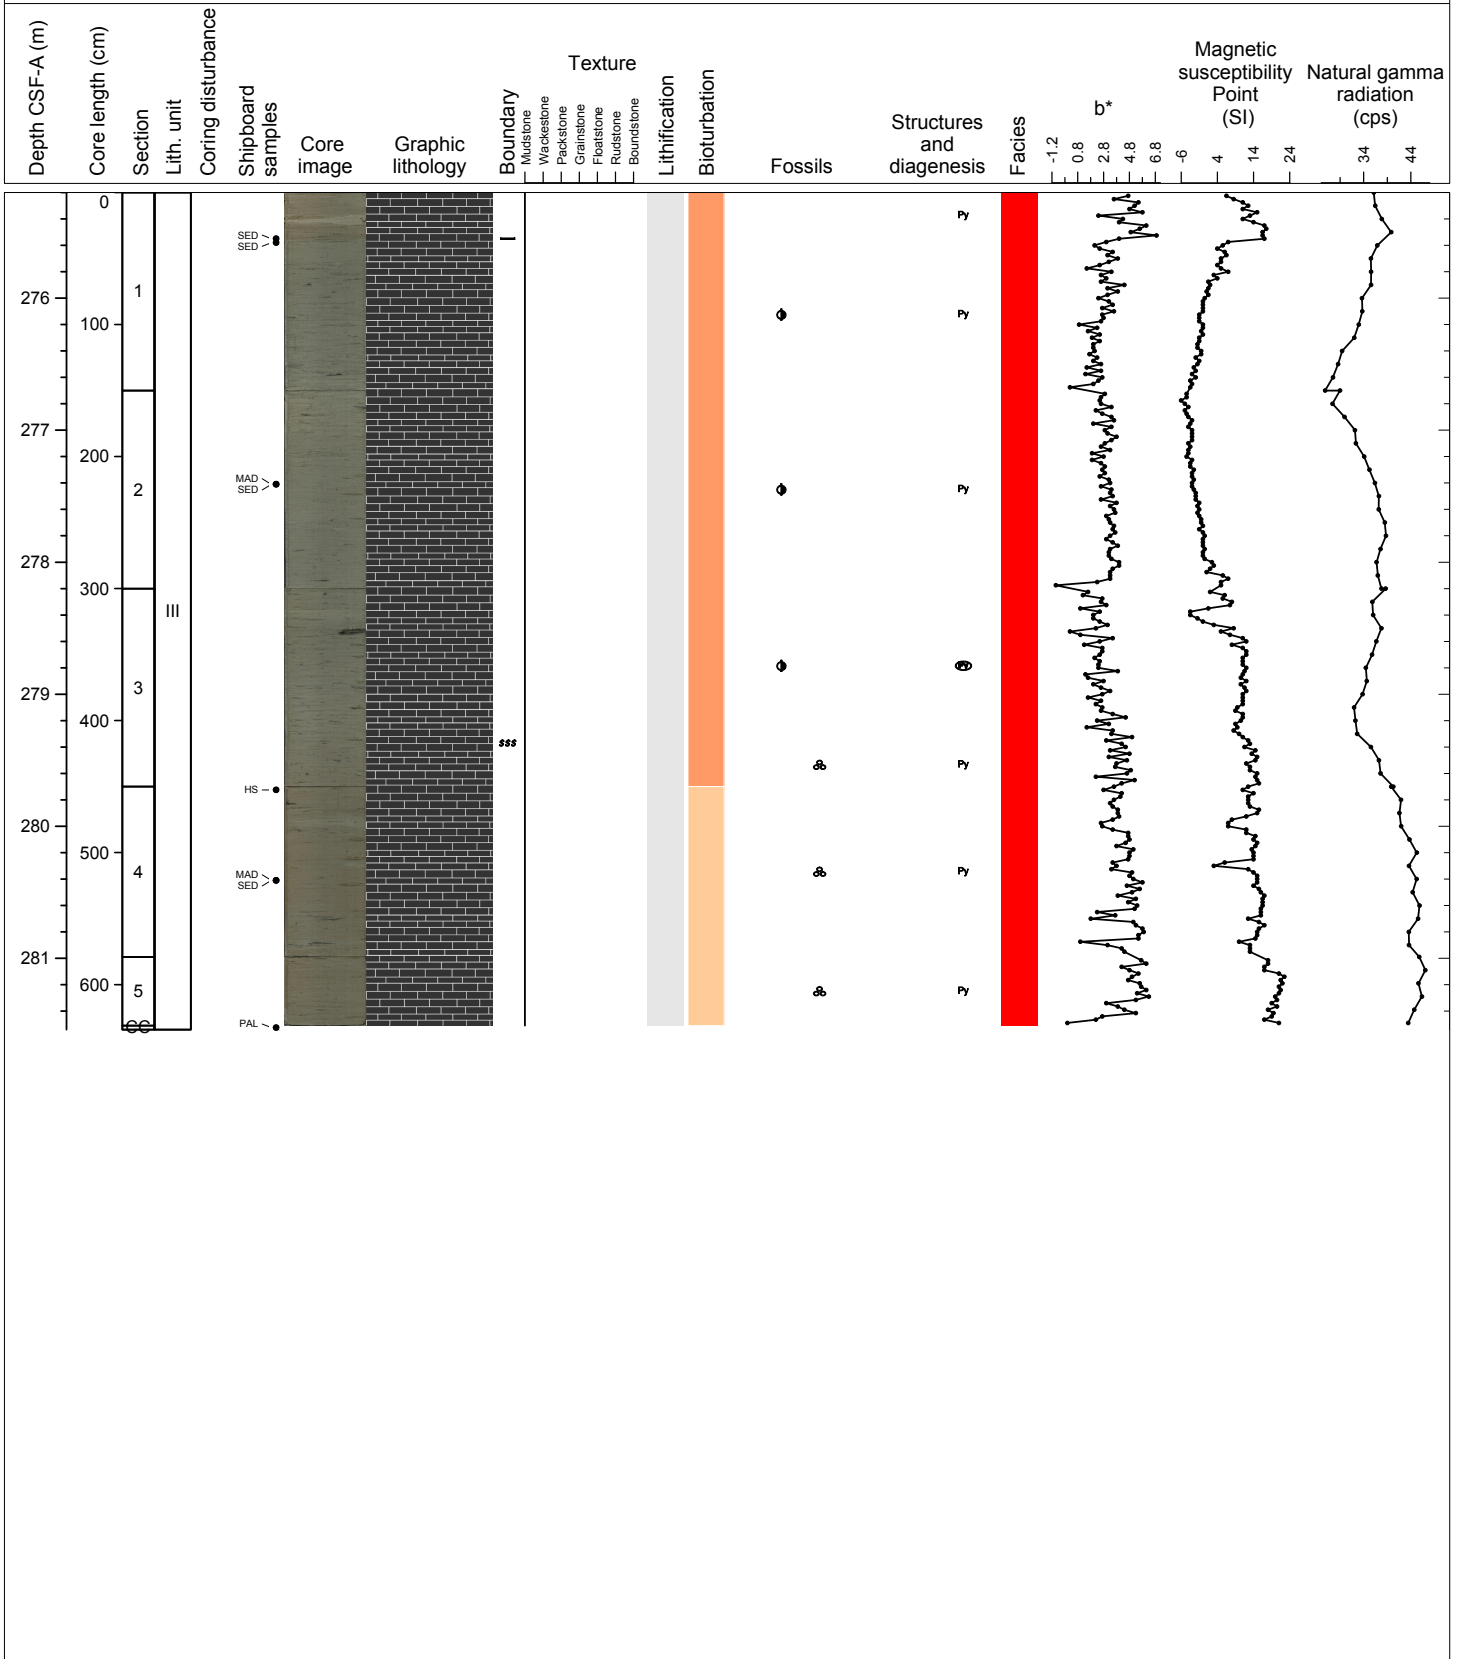 Depth CSF-A (m)
Core length (cm)
Section
Lith. unit
Coring disturbance
Shipboard
samples
Core
image
Graphic
lithology
Boundary
Texture
Mudstone
Wackestone
Packstone
Grainstone
Floatstone
Rudstone
Boundstone
Lithification
Bioturbation
Fossils
Structures
and
diagenesis
Facies
b*
-1.2
0.8
2.8
4.8
6.8
Magnetic
susceptibility
Point
(SI)
-6
4
14
24
Natural gamma
radiation
(cps)
34
44
0
Py
SED
SED
276
1
Py
100
277
200
MAD
SED
2
Py
278
300
III
3
Py
279
400
sss
Py
HS
280
500
4
MAD
SED
Py
281
600
5
Py
PAL
CC